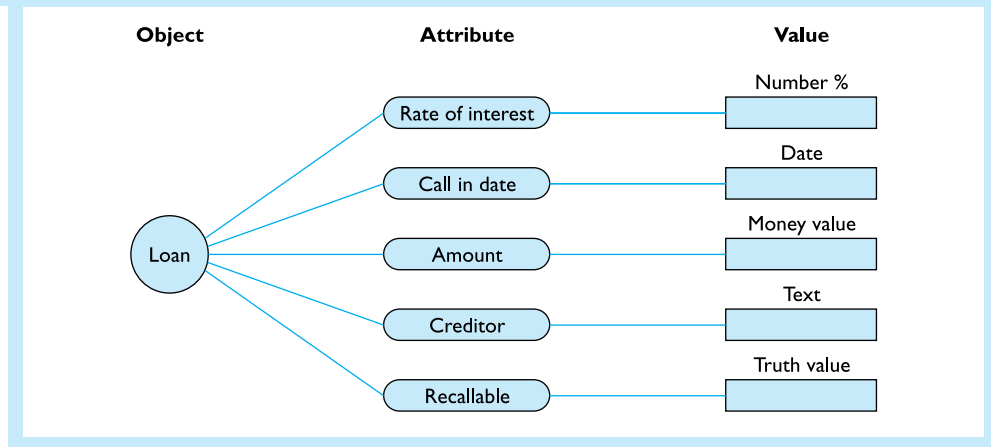 Object
Attribute
Value
Number %
Rate of interest
Date
Call in date
Money value
Loan
Amount
Text
Creditor
Truth value
Recallable